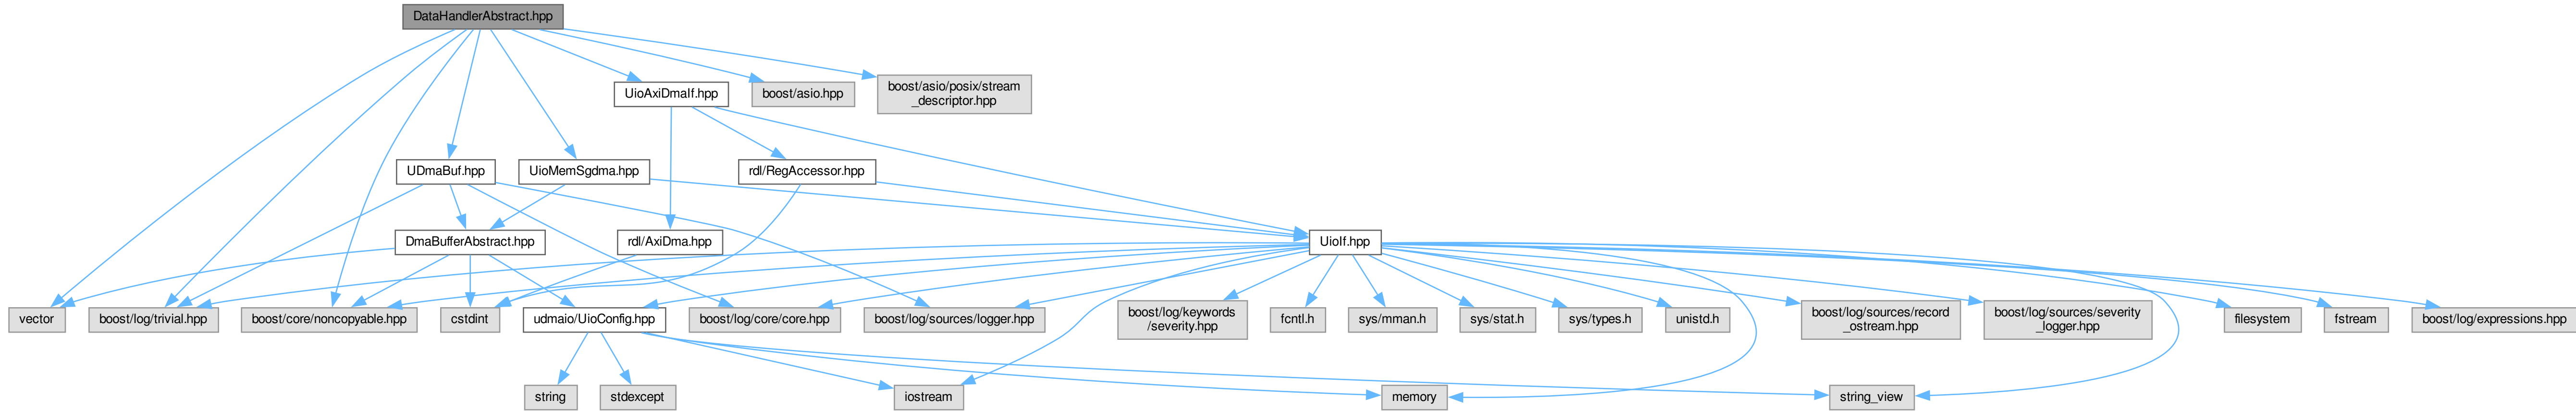 DataHandlerAbstract.hpp
UioAxiDmaIf.hpp
boost/asio.hpp
boost/asio/posix/stream
_descriptor.hpp
UDmaBuf.hpp
UioMemSgdma.hpp
rdl/RegAccessor.hpp
DmaBufferAbstract.hpp
rdl/AxiDma.hpp
UioIf.hpp
vector
boost/log/trivial.hpp
boost/core/noncopyable.hpp
cstdint
udmaio/UioConfig.hpp
boost/log/core/core.hpp
boost/log/sources/logger.hpp
boost/log/keywords
/severity.hpp
fcntl.h
sys/mman.h
sys/stat.h
sys/types.h
unistd.h
boost/log/sources/record
_ostream.hpp
boost/log/sources/severity
_logger.hpp
filesystem
fstream
boost/log/expressions.hpp
string
stdexcept
iostream
memory
string_view